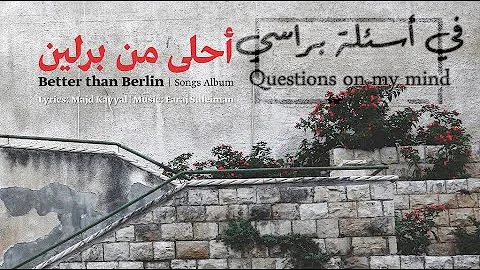 أحلى من برلين
Better than Berlin | Songs Album
Lyrics: Majd Kayyal | Music: Faraj Suleiman
في أسئلة براسي
Questions on my mind